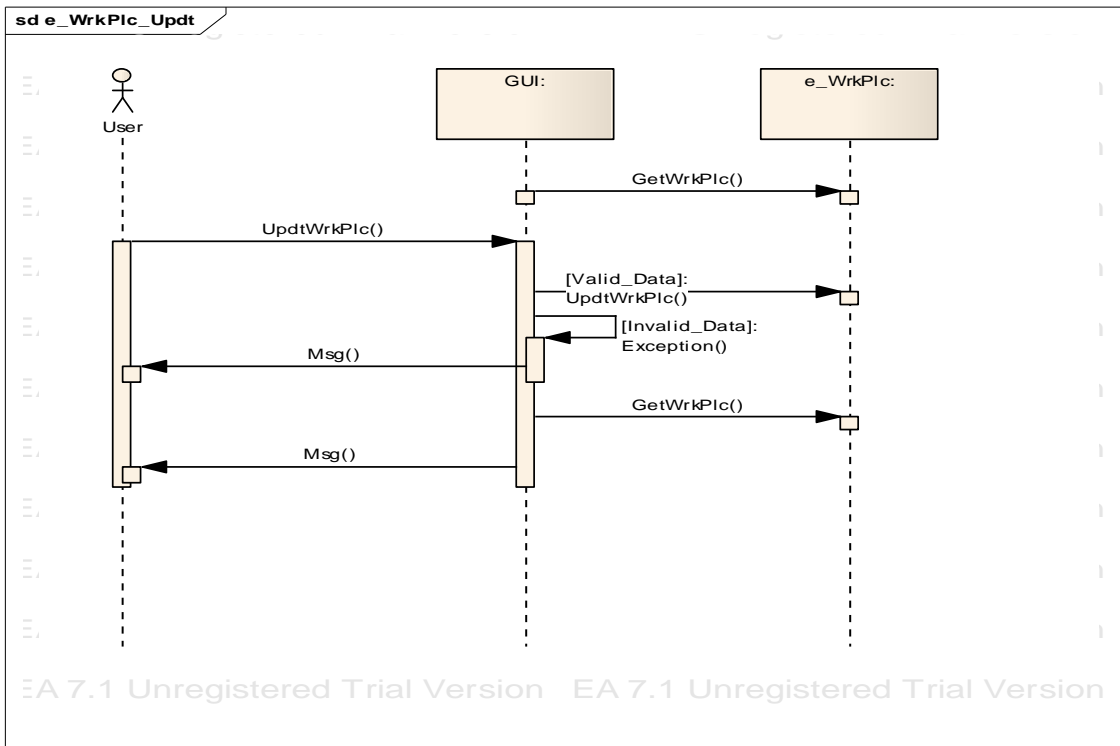 sd e_WrkPlc_Updt
GUI:
e_WrkPlc:
User
GetWrkPlc()
UpdtWrkPlc()
[Valid_Data]:
UpdtWrkPlc()
[Invalid_Data]:
Exception()
Msg()
GetWrkPlc()
Msg()
EA 7.1 Unregistered Trial Version EA 7.1 Unregistered Trial Version